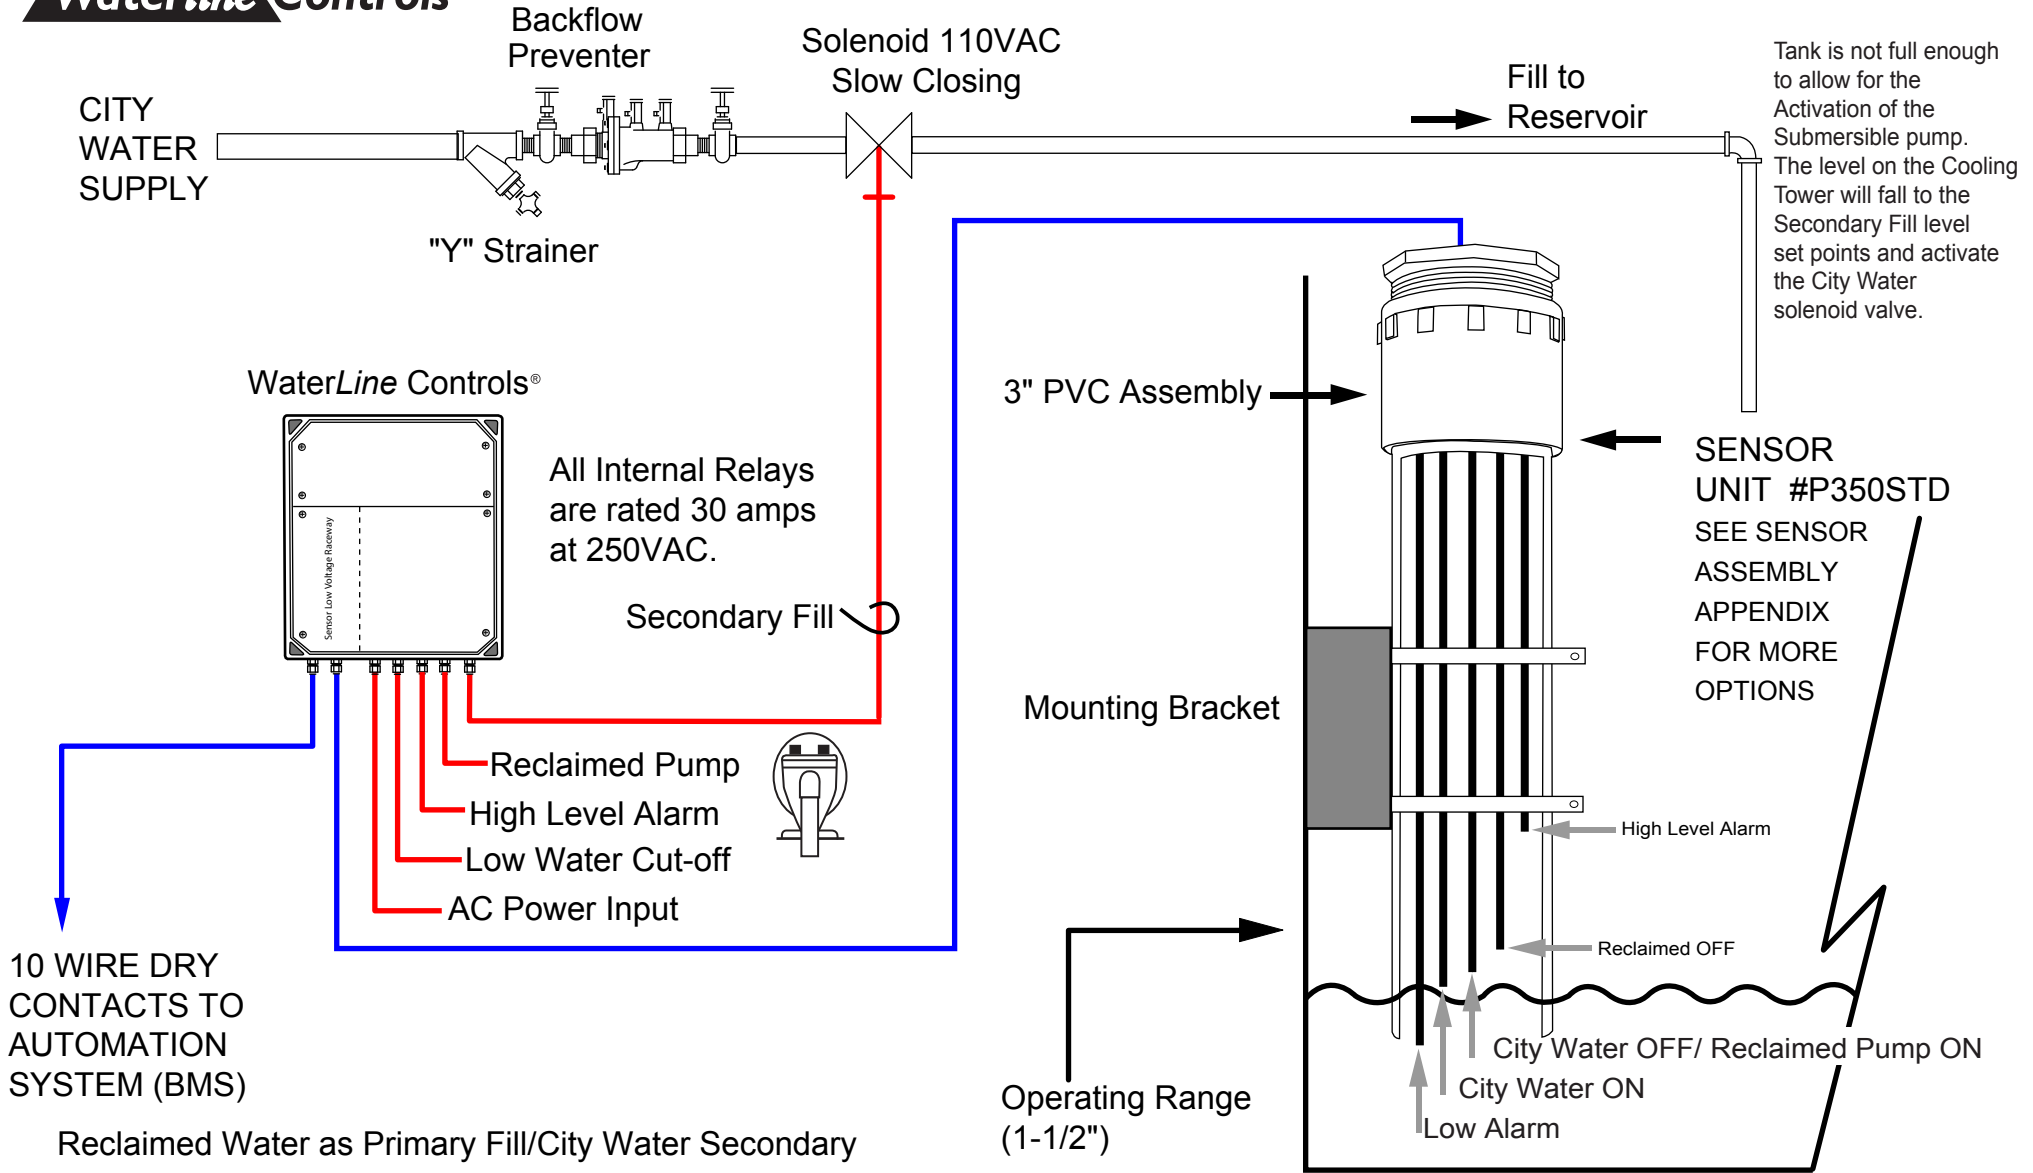 WaterLine Controls
Backflow
Preventer
Solenoid 110VAC
Slow Closing
Fill to
Reservoir
Tank is not full enough
to allow for the
Activation of the
Submersible pump.
The level on the Cooling
Tower will fall to the
Secondary Fill level
set points and activate
the City Water
solenoid valve.
CITY
WATER
SUPPLY
"Y" Strainer
WaterLine Controls®
Sensor Low Voltage Raceway
All Internal Relays
are rated 30 amps
at 250VAC.
Secondary Fill
3" PVC Assembly
SENSOR
UNIT #P350STD
SEE SENSOR
ASSEMBLY
APPENDIX
FOR MORE
OPTIONS
Mounting Bracket
Reclaimed Pump
High Level Alarm
Low Water Cut-off
AC Power Input
High Level Alarm
Reclaimed OFF
10 WIRE DRY
CONTACTS TO
AUTOMATION
SYSTEM (BMS)
City Water OFF/ Reclaimed Pump ON
City Water ON
Low Alarm
Operating Range
(1-1/2")
Reclaimed Water as Primary Fill/City Water Secondary